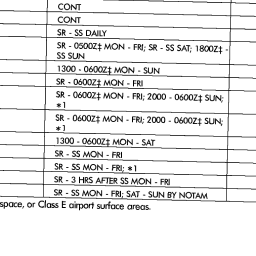 CONT
CONT
SR - SS DAILY
SR - 0500Z‡ MON - FRI; SR - SS SAT; 1800Z‡ -
SS SUN
1300 - 0600Z‡ MON - SUN
SR - 0600Z‡ MON - FRI
SR - 0600Z‡ MON - FRI; 2000 - 0600Z‡ SUN;
*1
SR - 0600Z‡ MON - FRI; 2000 - 0600Z‡ SUN;
*1
1300 - 0600Z‡ MON - SAT
SR - SS MON - FRI
SR - SS MON - FRI; *1
SR - 3 HRS AFTER SS MON - FRI
SR - SS MON - FRI; SAT - SUN BY NOTAM
space, or Class E airport surface areas.